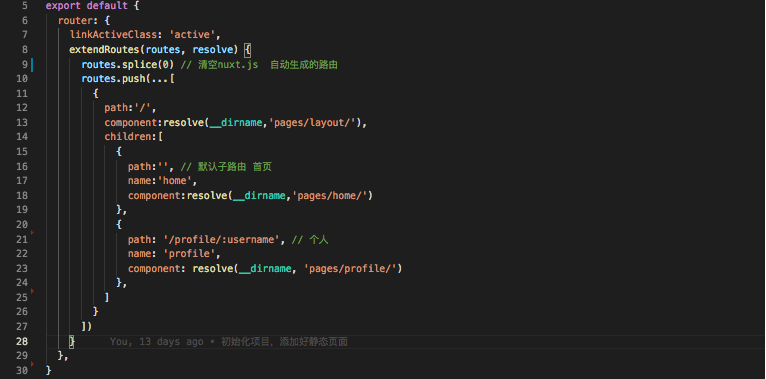 5 export default {
6 router: {
7 linkActiveClass: 'active',
8 extendRoutes(routes, resolve) {
9 routes.splice(0) // 清空nuxt.js 自动生成的路由
10 routes.push(...[
11 {
12 path:'/',
13 component:resolve(__dirname,'pages/layout/'),
14 children:[
15 {
16 path:'', // 默认子路由 首页
17 name:'home',
18 component:resolve(__dirname,'pages/home/')
19 },
20 {
21 path: '/profile/:username', // 个人
22 name: 'profile',
23 component: resolve(__dirname, 'pages/profile/')
24 },
25 ]
26 }
27 ])
28 } You, 13 days ago • 初始化项目，添加好静态页面
29 },
30 }